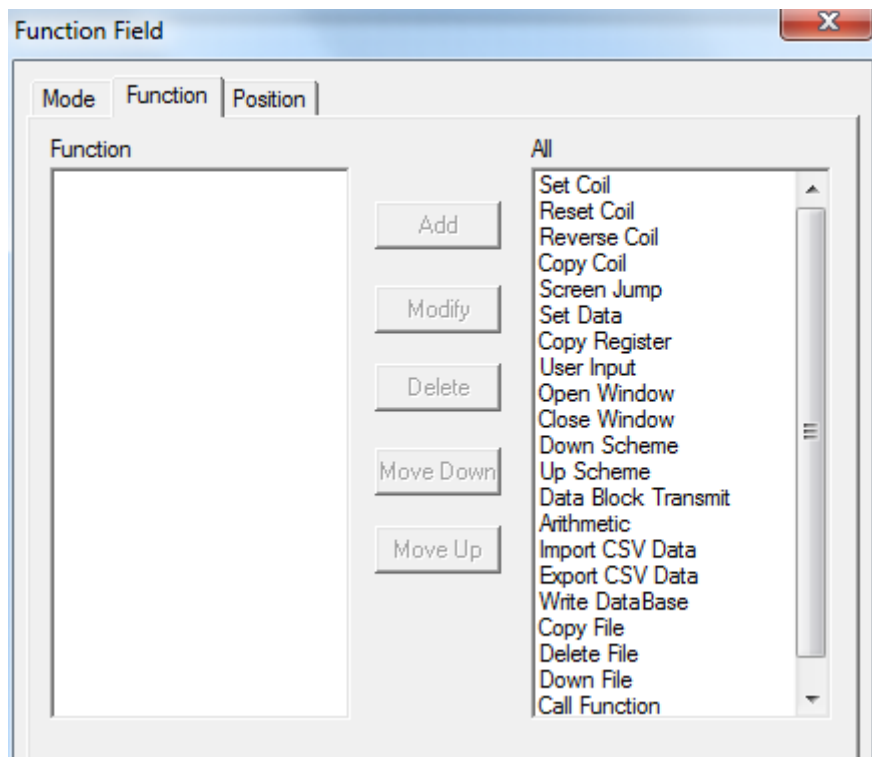 Function Field
Mode Function Position
Function
All
Add
Modify
Delete
Move Down
Move Up
Set Coil
Reset Coil
Reverse Coil
Copy Coil
Screen Jump
Set Data
Copy Register
User Input
Open Window
Close Window
Down Scheme
Up Scheme
Data Block Transmit
Arithmetic
Import CSV Data
Export CSV Data
Write DataBase
Copy File
Delete File
Down File
Call Function